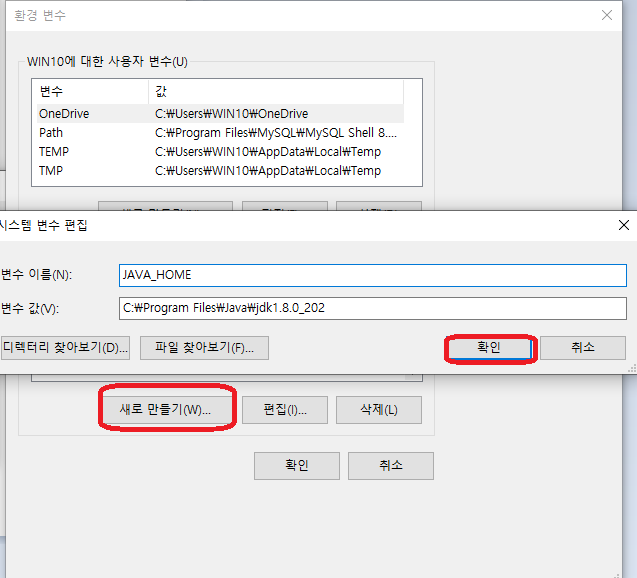 환경 변수
WIN10에 대한 사용자 변수(U)
변수 값
OneDrive C:₩Users₩WIN10₩OneDrive
Path C:₩Program Files₩MySQL₩MySQL Shell 8....
TEMP C:₩Users₩WIN10₩AppData₩Local₩Temp
TMP C:₩Users₩WIN10₩AppData₩Local₩Temp
시스템 변수 편집
변수 이름(N): JAVA_HOME
변수 값(V): C:₩Program Files₩Java₩jdk1.8.0_202
디렉터리 찾아보기(D)... 파일 찾아보기(F)... 확인 취소
새로 만들기(W)... 편집(I)... 삭제(L)
확인 취소